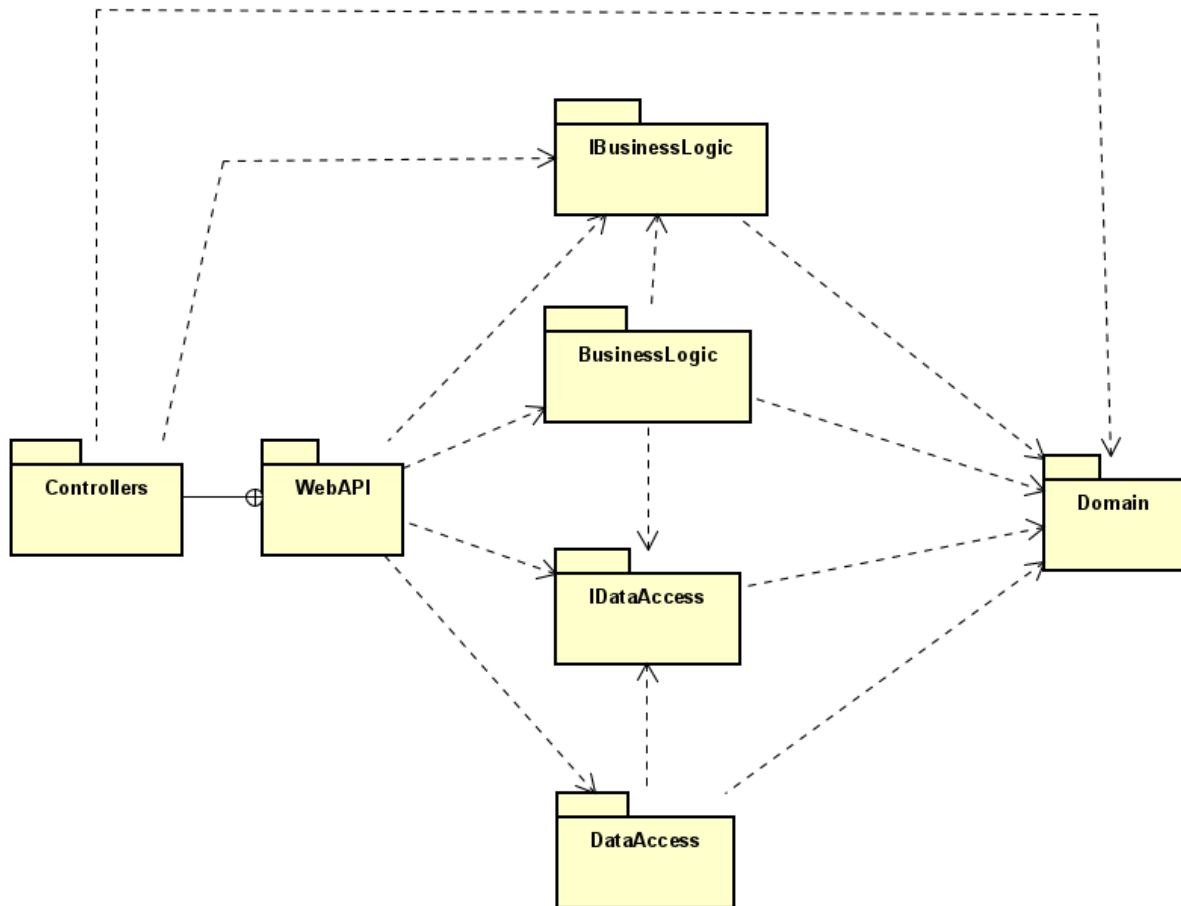 IBusinessLogic
BusinessLogic
Controllers
WebAPI
Domain
IDataAccess
DataAccess